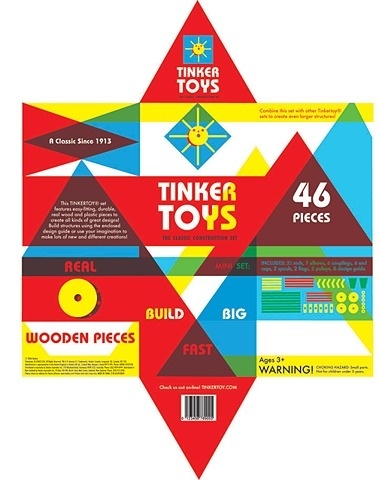 TINKER
TOYS
THE CLASSIC CONSTRUCTION SET
A Classic Since 1913
Combine this set with other Tinkertoy®
sets to create even larger structures!
TINKER
TOYS
THE CLASSIC CONSTRUCTION SET
46
PIECES
This TINKERTOY® set
features easy-fitting, durable,
real wood and plastic pieces to
create all kinds of great designs!
Build structures using the enclosed
design guide or use your imagination to
make lots of new and different creations!
REAL
WOODEN PIECES
MINI SET:
BUILD
BIG
FAST
Ages 3+
WARNING!
CHOKING HAZARD: Small parts.
Not for children under 3 years.
Check us out on-line! TINKERTOY.COM